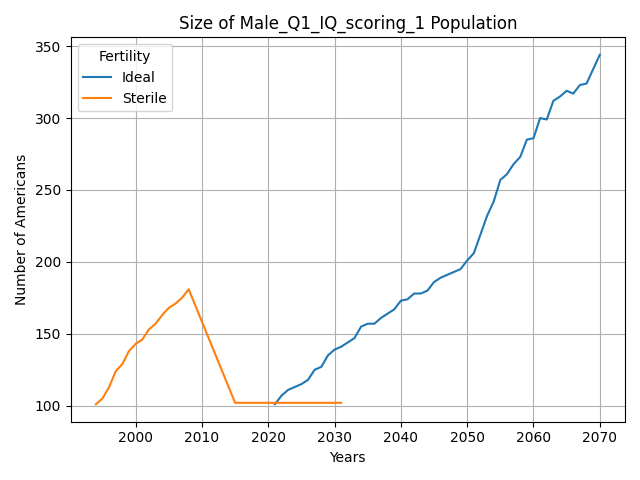 Size of Male_Q1_IQ_scoring_1 Population
Fertility
Ideal
Sterile
Number of Americans
350
300
250
200
150
100
2000 2010 2020 2030 2040 2050 2060 2070
Years